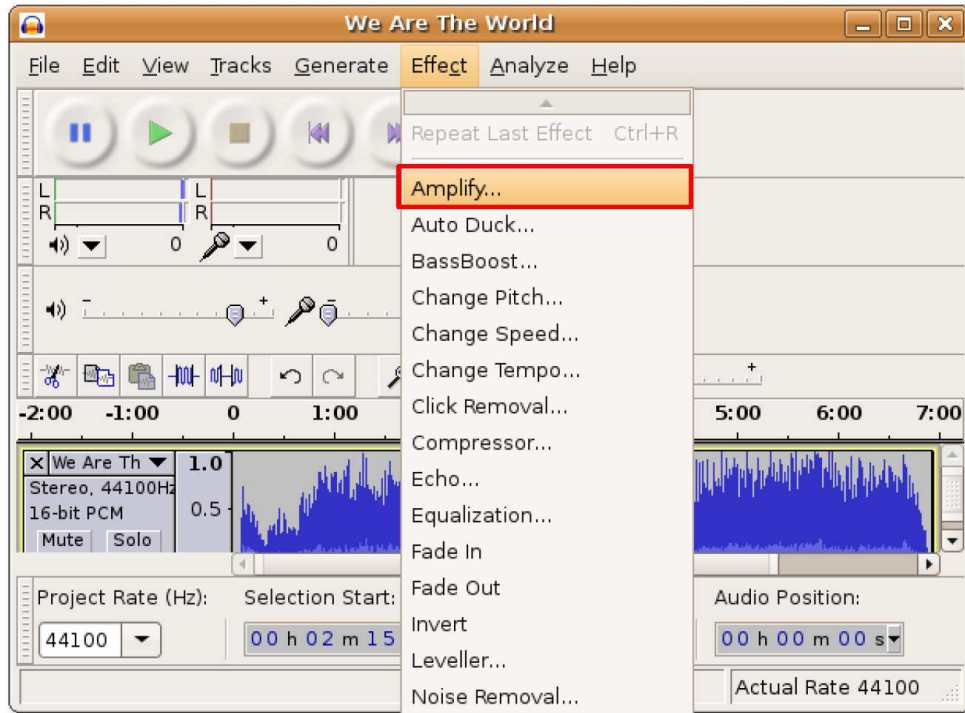 We Are The World
File Edit View Tracks Generate Effect Analyze Help
Repeat Last Effect Ctrl+R
Amplify...
Auto Duck...
BassBoost...
Change Pitch...
Change Speed...
Change Tempo...
Click Removal...
Compressor...
Echo...
Equalization...
Fade In
Fade Out
Invert
Leveller...
Noise Removal...
L
R
0
L
R
0
- +
-
+
-2:00 -1:00 0 1:00 5:00 6:00 7:00
We Are Th
Stereo, 44100Hz
16-bit PCM
Mute Solo
1.0
0.5
Project Rate (Hz): Selection Start: Audio Position:
44100 00 h 02 m 15 00 h 00 m 00 s
Actual Rate 44100